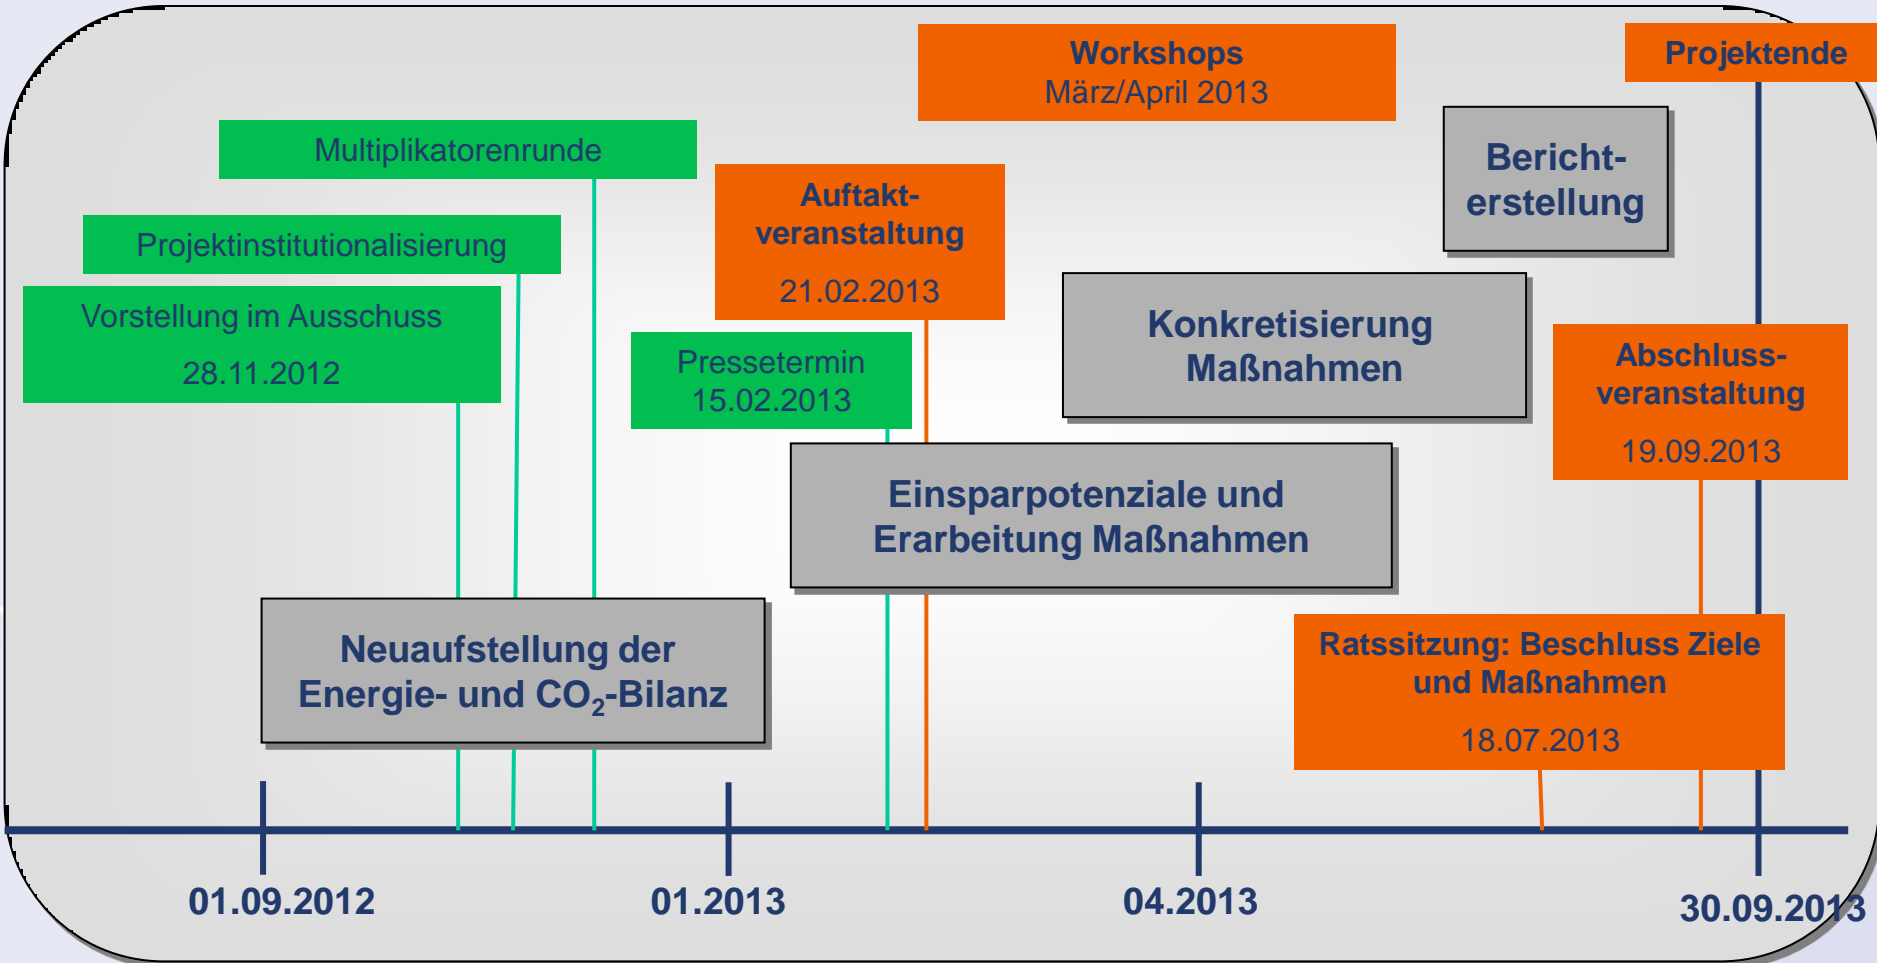 Workshops
März/April 2013
Projektende
Multiplikatorenrunde
Bericht-
erstellung
Auftakt-
veranstaltung
21.02.2013
Projektinstitutionalisierung
Vorstellung im Ausschuss
28.11.2012
Pressetermin
15.02.2013
Konkretisierung
Maßnahmen
Abschluss-
veranstaltung
19.09.2013
Einsparpotenziale und
Erarbeitung Maßnahmen
Neuaufstellung der
Energie- und CO₂-Bilanz
Ratssitzung: Beschluss Ziele
und Maßnahmen
18.07.2013
01.09.2012
01.2013
04.2013
30.09.2013